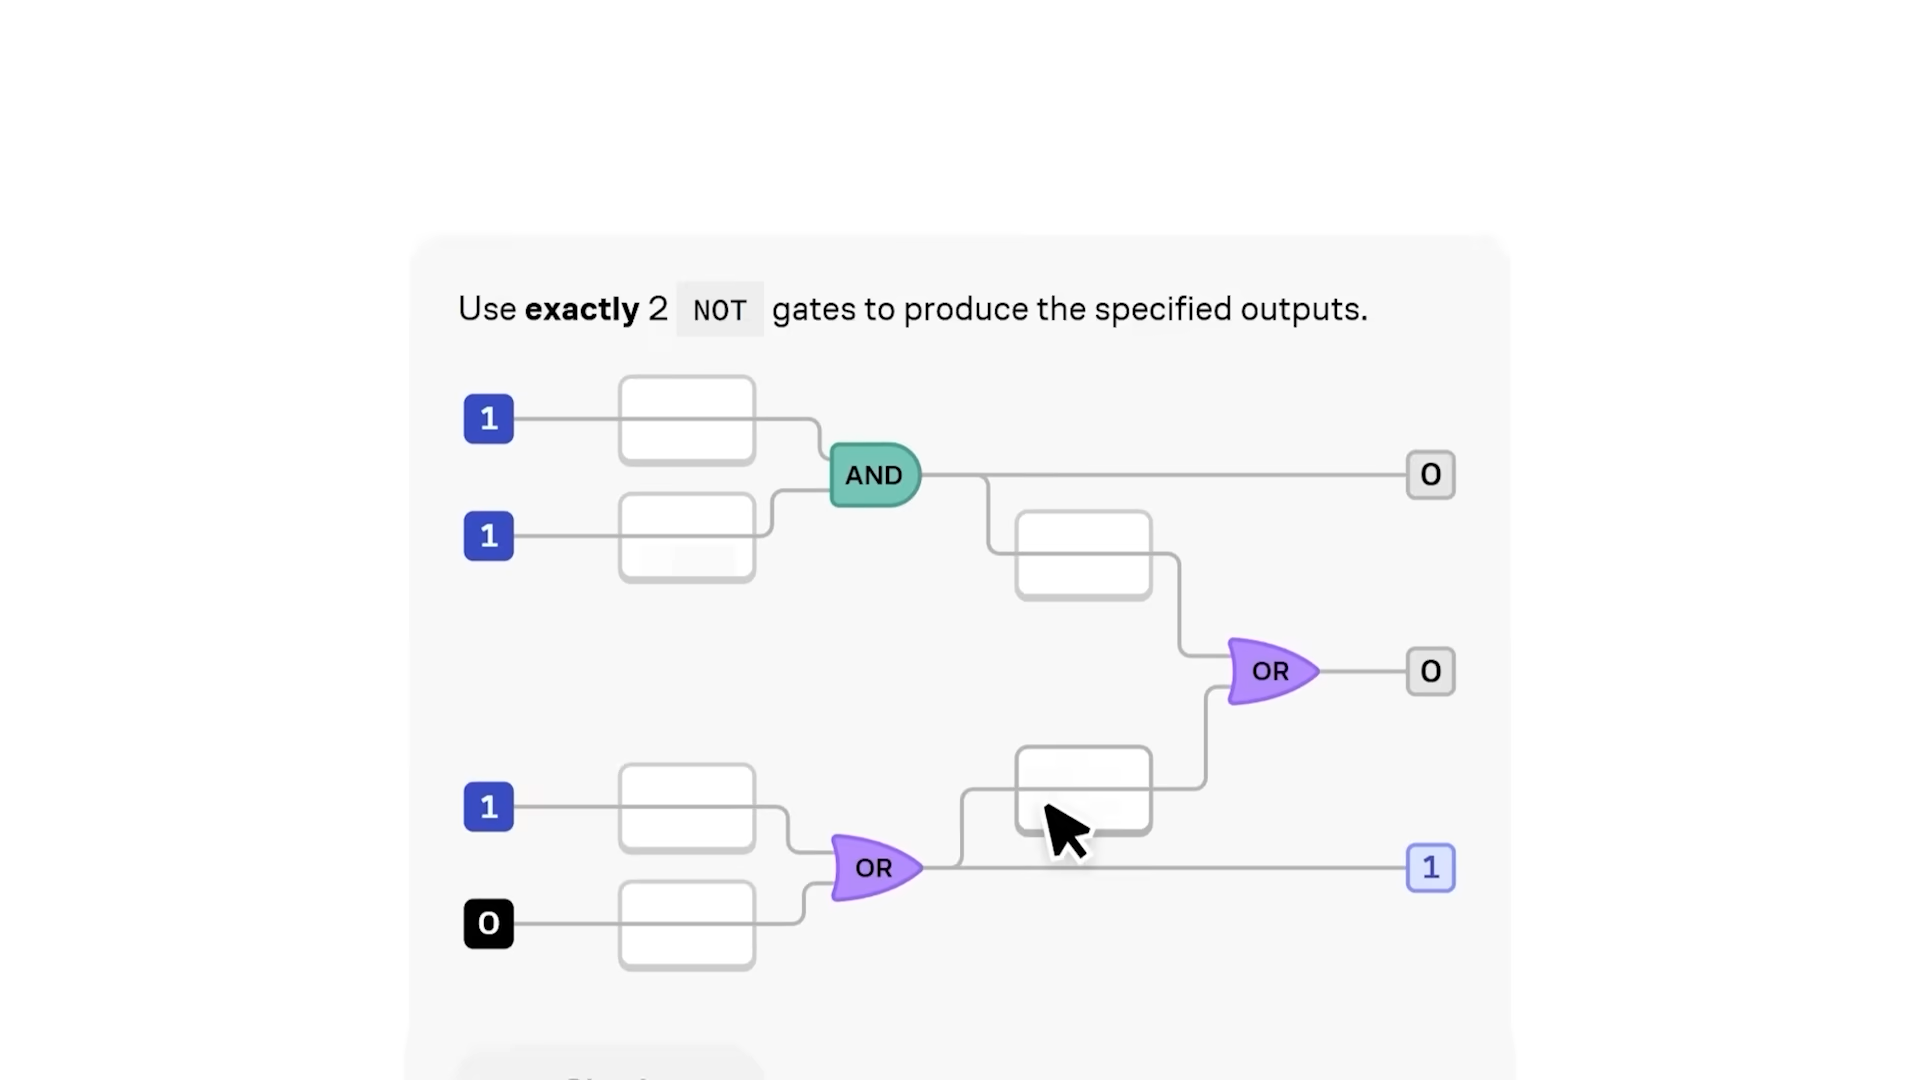 Use exactly 2 NOT gates to produce the specified outputs.
1
AND
0
1
OR
0
1
OR
1
0